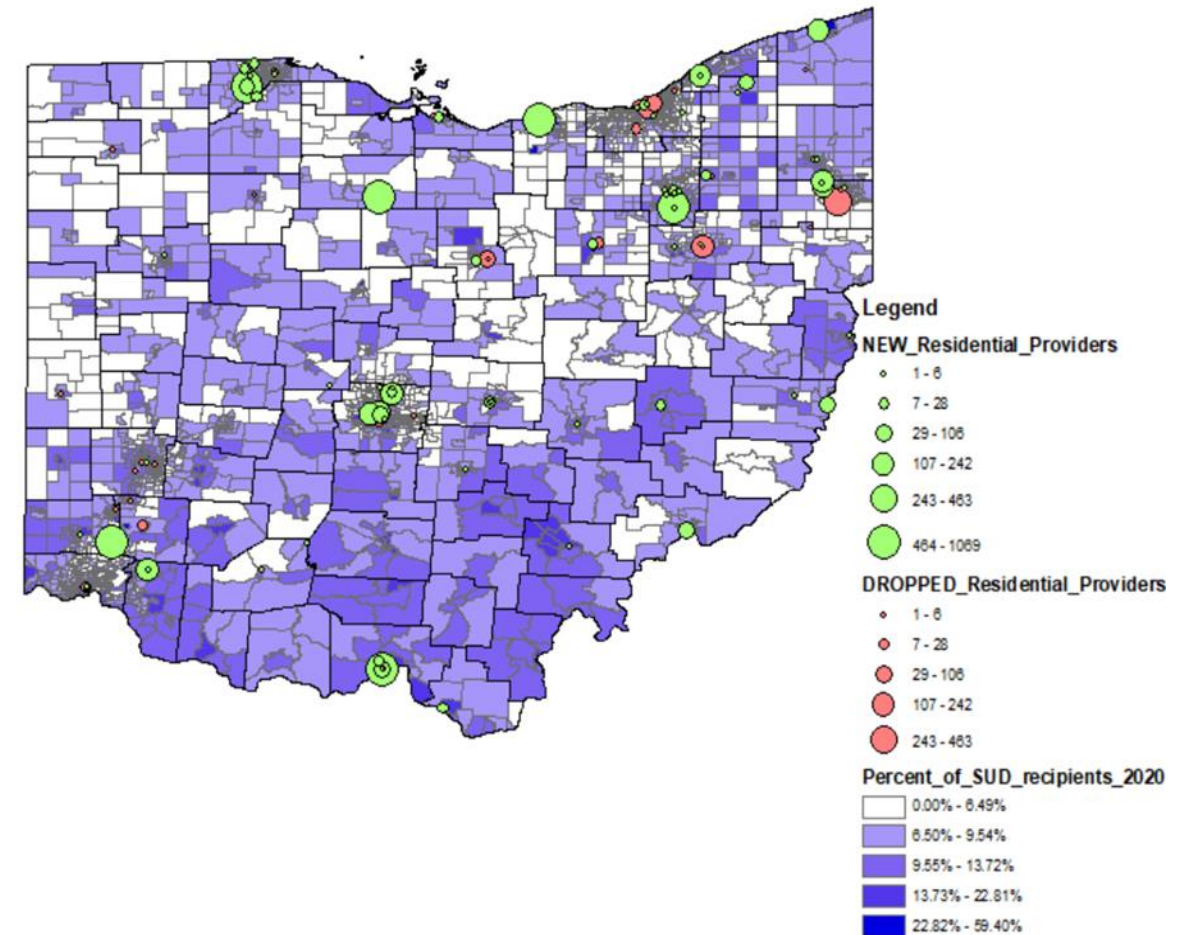 Legend
NEW_Residential_Providers
1 - 6
7 - 28
29 - 106
107 - 242
243 - 463
464 - 1069
DROPPED_Residential_Providers
1 - 6
7 - 28
29 - 106
107 - 242
243 - 463
Percent_of_SUD_recipients_2020
0.00% - 6.49%
6.50% - 9.54%
9.55% - 13.72%
13.73% - 22.81%
22.82% - 59.40%